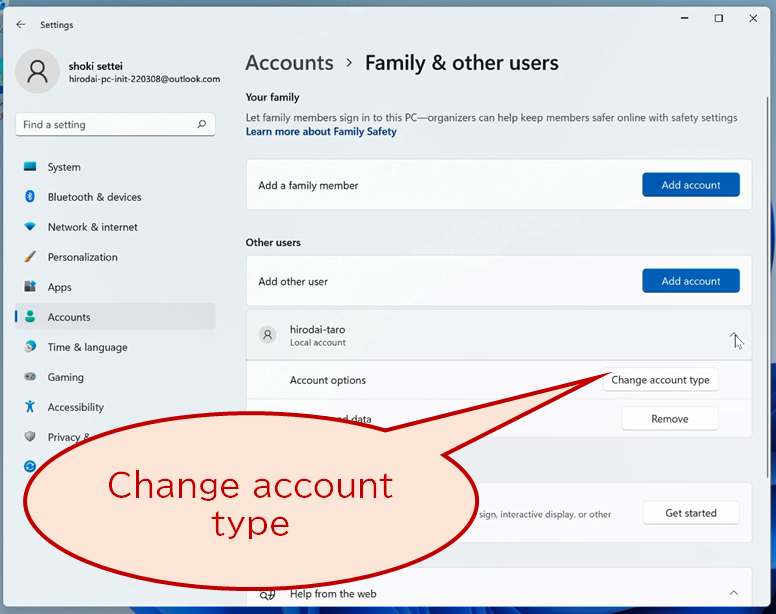 Settings
shoki settei
hirodai-pc-init-220308@outlook.com
Find a setting
System
Bluetooth & devices
Network & internet
Personalization
Apps
Accounts
Time & language
Gaming
Accessibility
Privacy &
Accounts › Family & other users
Your family
Let family members sign in to this PC—organizers can help keep members safer online with safety settings
Learn more about Family Safety
Add a family member
Add account
Other users
Add other user
Add account
hirodai-taro
Local account
Account options
Change account type
data
Remove
Change account
type
sign, interactive display, or other
Get started
Help from the web